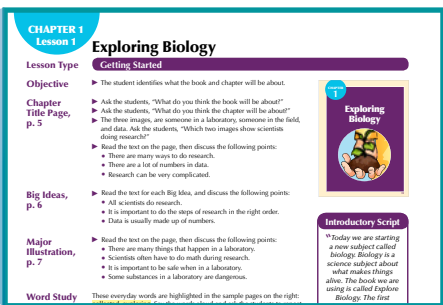 CHAPTER 1
Lesson 1
Exploring Biology
Lesson Type
Getting Started
Objective
▶ The student identifies what the book and chapter will be about.
Chapter
Title Page,
p. 5
▶ Ask the students, "What do you think the book will be about?"
▶ Ask the students, "What do you think the chapter will be about?"
▶ The three images, are someone in a laboratory, someone in the field,
and data. Ask the students, "Which two images show scientists
doing research?"
▶ Read the text on the page, then discuss the following points:
• There are many ways to do research.
• There are a lot of numbers in data.
• Research can be very complicated.
Big Ideas,
p. 6
▶ Read the text for each Big Idea, and discuss the following points:
• All scientists do research.
• It is important to do the steps of research in the right order.
• Data is usually made up of numbers.
Major
Illustration,
p. 7
▶ Read the text on the page, then discuss the following points:
• There are many things that happen in a laboratory.
• Scientists often have to do math during research.
• It is important to be safe when in a laboratory.
• Some substances in a laboratory are dangerous.
Word Study
These everyday words are highlighted in the sample pages on the right:
CHAPTER
1
Exploring
Biology
Introductory Script
"Today we are starting
a new subject called
biology. Biology is a
science subject about
what makes things
alive. The book we are
using is called Explore
Biology. The first